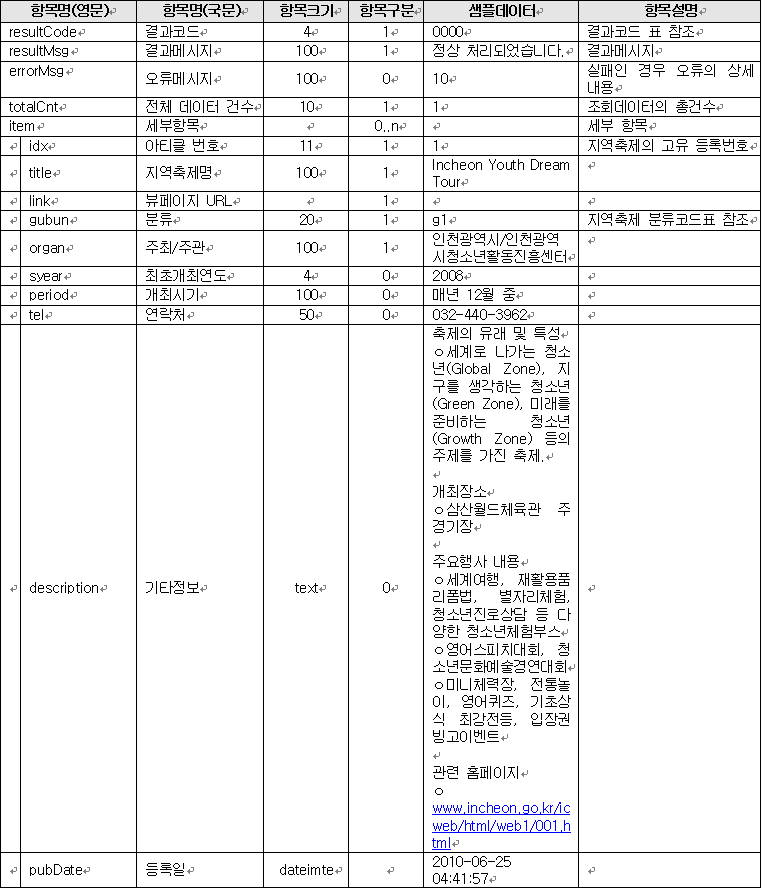 항목명(영문) 항목명(국문) 항목크기 항목구분 샘플데이터 항목설명
resultCode 결과코드 4 1 0000 결과코드 표 참조
resultMsg 결과메시지 100 1 정상 처리되었습니다. 결과메시지
errorMsg 오류메시지 100 0 10 실패인 경우 오류의 상세
내용
totalCnt 전체 데이터 건수 10 1 1 조회데이터의 총건수
item 세부항목 0..n 세부 항목
idx 아티클 번호 11 1 1 지역축제의 고유 등록번호
title 지역축제명 100 1 Incheon Youth Dream
Tour
link 뷰페이지 URL 1
gubun 분류 20 1 g1 지역축제 분류코드표 참조
organ 주최/주관 100 1 인천광역시/인천광역
시청소년활동진흥센터
syear 최초개최연도 4 0 2008
period 개최시기 100 0 매년 12월 중
tel 연락처 50 0 032-440-3962
description 기타정보 text 0 축제의 유래 및 특성
ㅇ세계로 나가는 청소
년(Global Zone), 지
구를 생각하는 청소년
(Green Zone), 미래를
준비하는 청소년
(Growth Zone) 등의
주제를 가진 축제.
개최장소
ㅇ삼산월드체육관 주
경기장
주요행사 내용
ㅇ세계여행, 재활용품
리폼법, 별자리체험,
청소년진로상담 등 다
양한 청소년체험부스
ㅇ영어스피치대회, 청
소년문화예술경연대회
ㅇ미니체력장, 전통놀
이, 영어퀴즈, 기초상
식 최강전등, 입장권
빙고이벤트
관련 홈페이지
ㅇ
www.incheon.go.kr/ic
web/html/web1/001.h
tml
pubDate 등록일 dateimte 2010-06-25
04:41:57